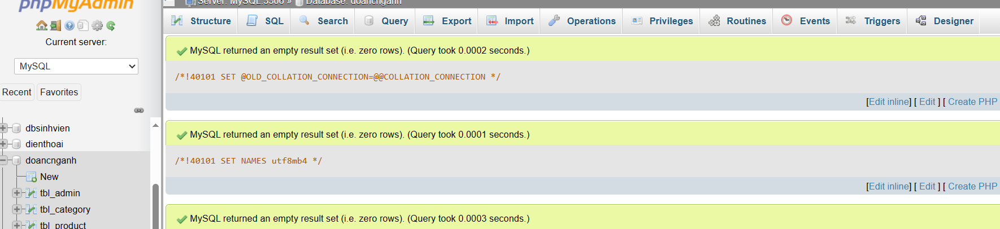 phpMyAdmin
Server: MySQL:3306 » Database: doancnganh
Structure SQL Search Query Export Import Operations Privileges Routines Events Triggers Designer
Current server:
MySQL
Recent Favorites
dbsinhvien
dienthoai
doancnganh
New
tbl_admin
tbl_category
tbl_product
MySQL returned an empty result set (i.e. zero rows). (Query took 0.0002 seconds.)
/*!40101 SET @OLD_COLLATION_CONNECTION=@@COLLATION_CONNECTION */
[Edit inline] [ Edit ] [ Create PHP
MySQL returned an empty result set (i.e. zero rows). (Query took 0.0001 seconds.)
/*!40101 SET NAMES utf8mb4 */
[Edit inline] [ Edit ] [ Create PHP
MySQL returned an empty result set (i.e. zero rows). (Query took 0.0003 seconds.)